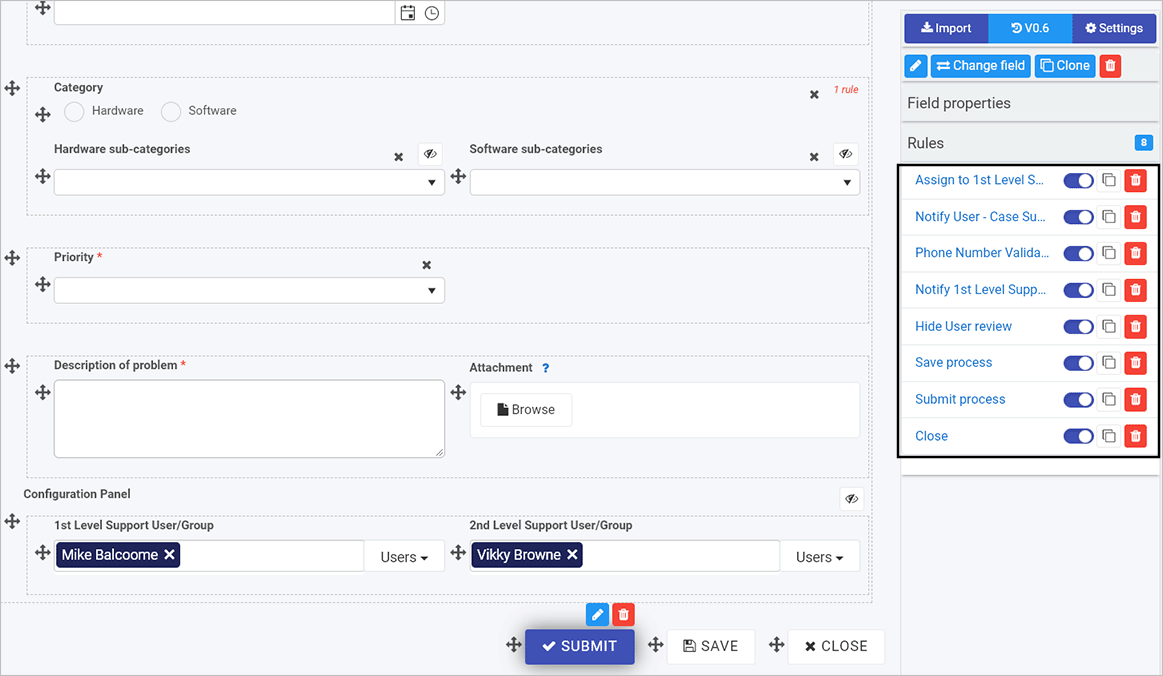 Import
V0.6
Settings
Change field
Clone
Field properties
Rules
8
Assign to 1st Level S...
Notify User - Case Su...
Phone Number Valida...
Notify 1st Level Supp...
Hide User review
Save process
Submit process
Close
Category
1 rule
Hardware
Software
Hardware sub-categories
Software sub-categories
Priority *
Description of problem *
Attachment ?
Browse
Configuration Panel
1st Level Support User/Group
2nd Level Support User/Group
Mike Balcoome
Users
Vikky Browne
Users
SUBMIT
SAVE
CLOSE